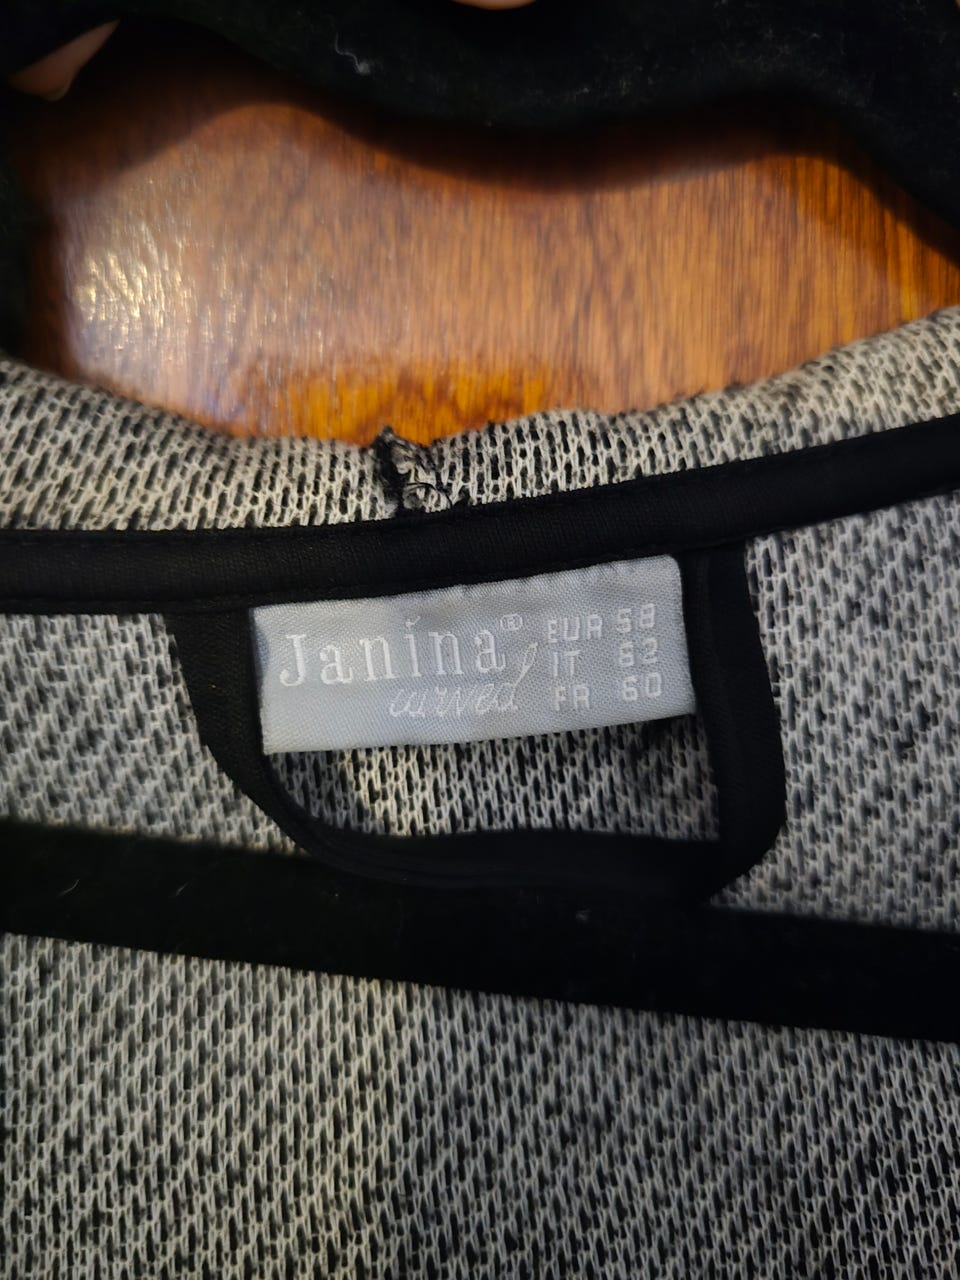 Janina®
curved
EUR 58
IT 62
FR 60